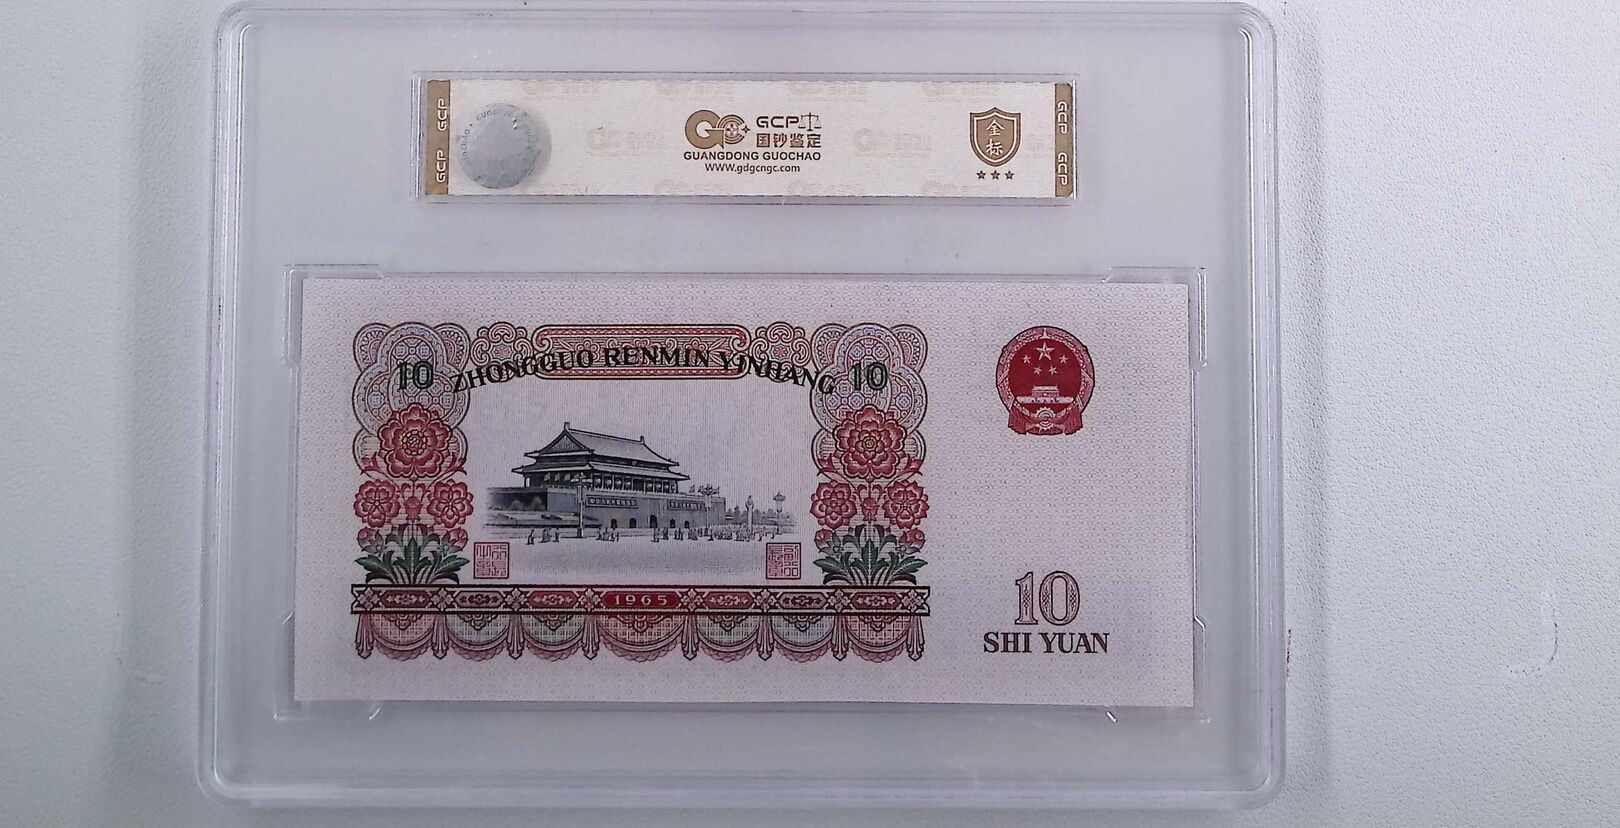 GCP
GCP
GCP
国钞鉴定
GUANGDONG GUOCHAO
www.gdgcngc.com
金标
GCP
GCP
10 ZHONGGUO RENMIN YINHANG 10
1965
10
SHI YUAN